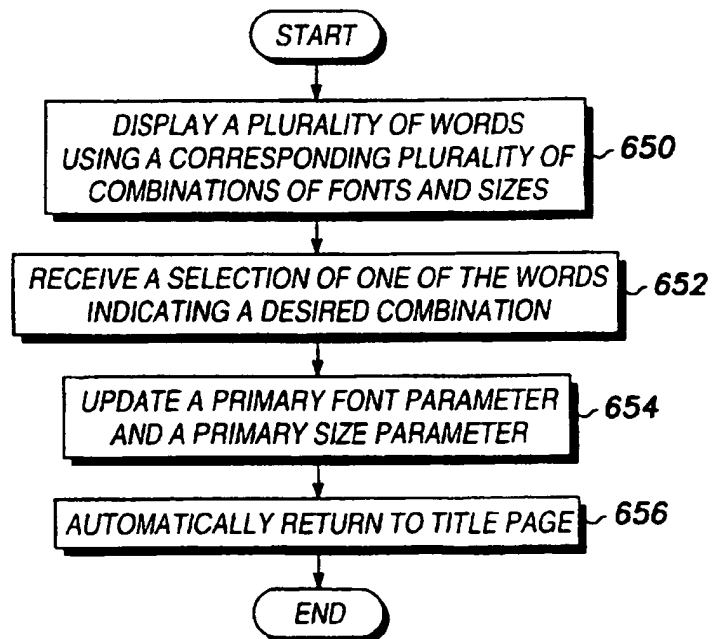 START
DISPLAY A PLURALITY OF WORDS
USING A CORRESPONDING PLURALITY OF
COMBINATIONS OF FONTS AND SIZES
650
RECEIVE A SELECTION OF ONE OF THE WORDS
INDICATING A DESIRED COMBINATION
652
UPDATE A PRIMARY FONT PARAMETER
AND A PRIMARY SIZE PARAMETER
654
AUTOMATICALLY RETURN TO TITLE PAGE
656
END